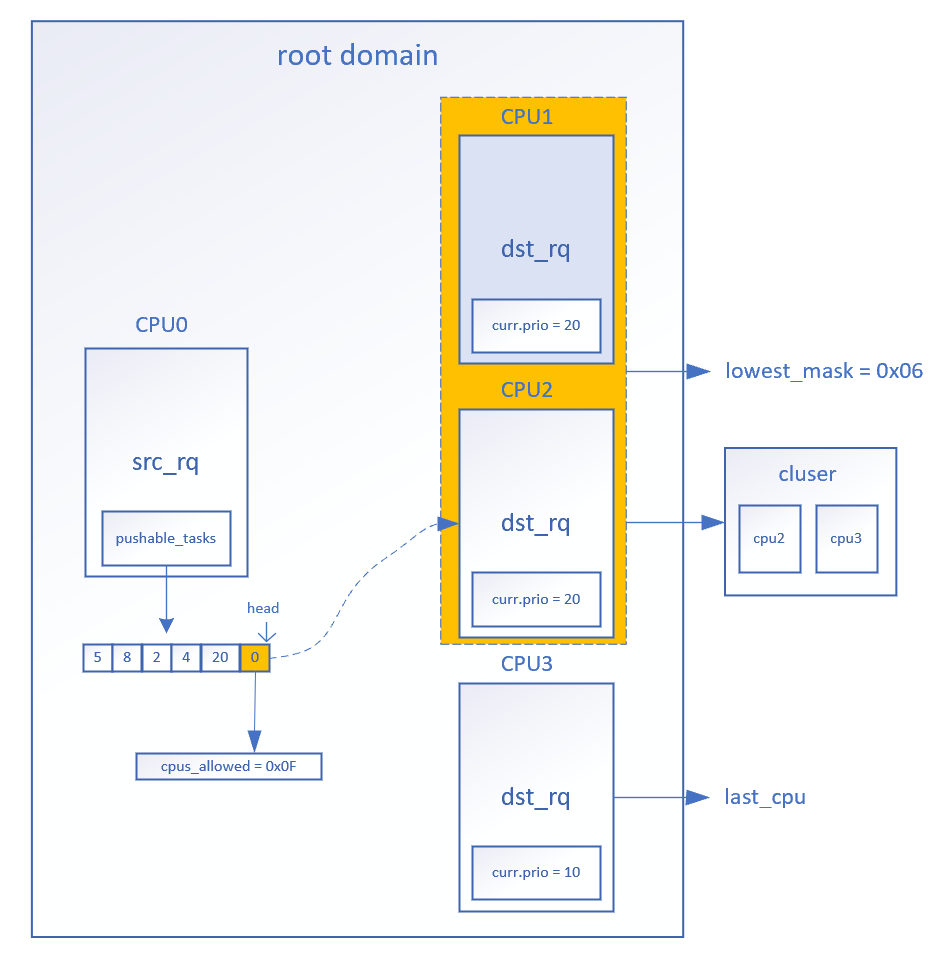 root domain
CPU1
dst_rq
curr.prio = 20
CPU0
src_rq
pushable_tasks
head
5 8 2 4 20 0
cpus_allowed = 0x0F
CPU2
dst_rq
curr.prio = 20
CPU3
dst_rq
curr.prio = 10
lowest_mask = 0x06
cluser
cpu2 cpu3
last_cpu